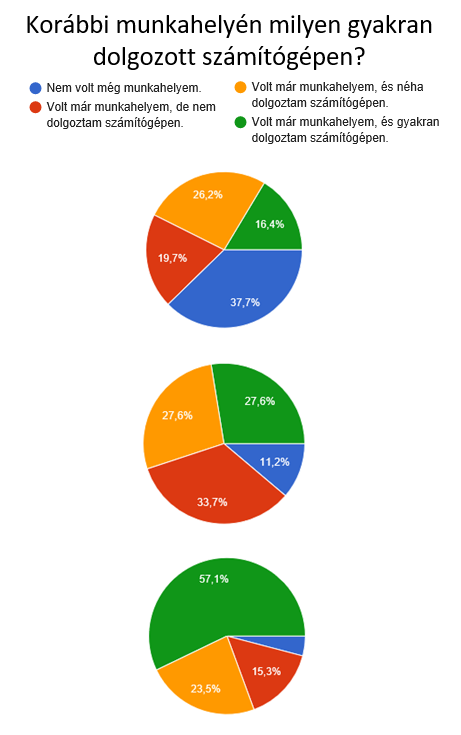 Korábbi munkahelyén milyen gyakran
dolgozott számítógépen?
Nem volt még munkahelyem.
Volt már munkahelyem, de nem
dolgoztam számítógépen.
Volt már munkahelyem, és néha
dolgoztam számítógépen.
Volt már munkahelyem, és gyakran
dolgoztam számítógépen.
26,2%
16,4%
19,7%
37,7%
27,6%
27,6%
11,2%
33,7%
57,1%
15,3%
23,5%